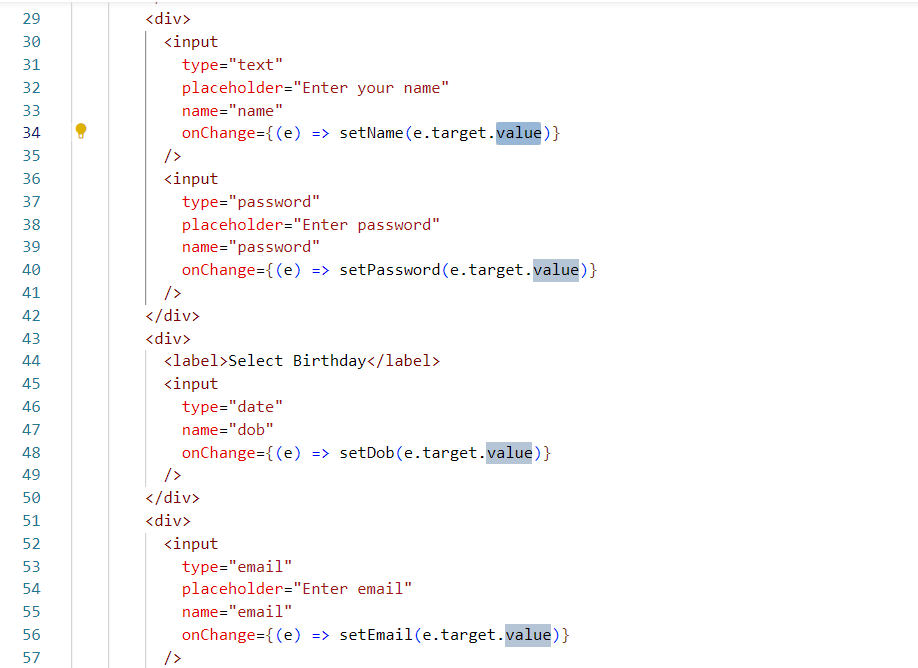 29 <div>
30 <input
31 type="text"
32 placeholder="Enter your name"
33 name="name"
34 onChange={(e) => setName(e.target.value)}
35 />
36 <input
37 type="password"
38 placeholder="Enter password"
39 name="password"
40 onChange={(e) => setPassword(e.target.value)}
41 />
42 </div>
43 <div>
44 <label>Select Birthday</label>
45 <input
46 type="date"
47 name="dob"
48 onChange={(e) => setDob(e.target.value)}
49 />
50 </div>
51 <div>
52 <input
53 type="email"
54 placeholder="Enter email"
55 name="email"
56 onChange={(e) => setEmail(e.target.value)}
57 />